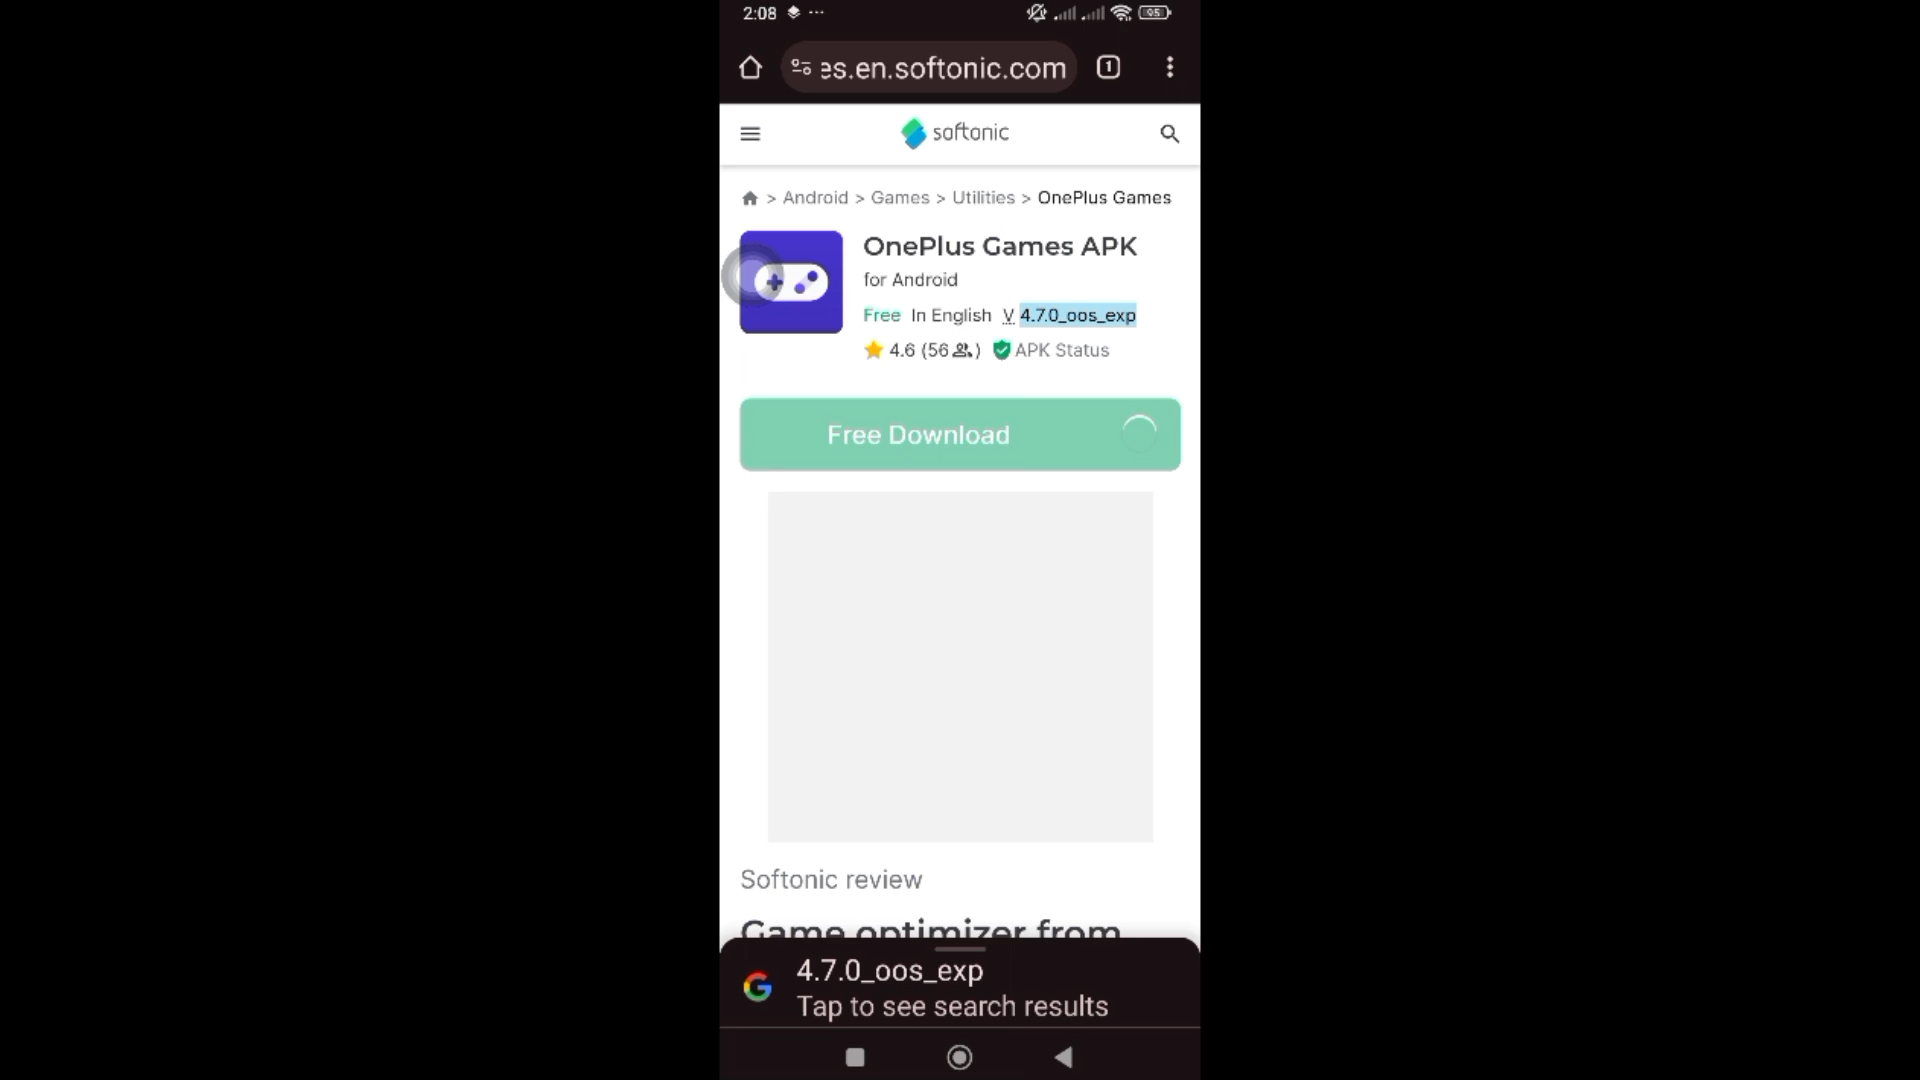 2:08 ··· 95
es.en.softonic.com 1
softonic
> Android > Games > Utilities > OnePlus Games
OnePlus Games APK
for Android
Free In English V 4.7.0_oos_exp
4.6 (56) APK Status
Free Download
Softonic review
Game optimizer from
4.7.0_oos_exp
Tap to see search results